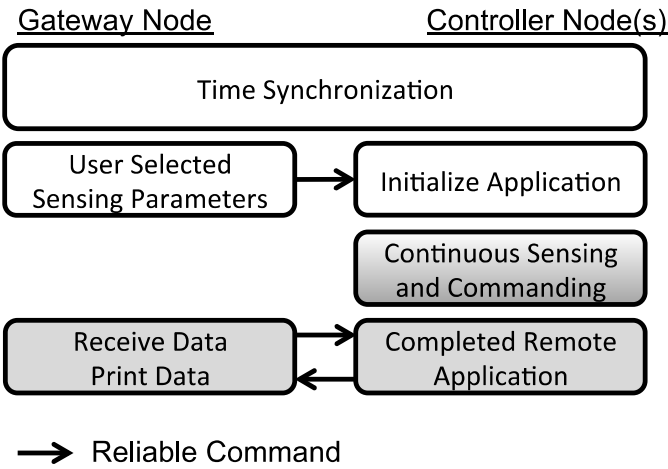 Gateway Node
Controller Node(s)
Time Synchronization
User Selected
Sensing Parameters
Initialize Application
Continuous Sensing
and Commanding
Receive Data
Print Data
Completed Remote
Application
Reliable Command